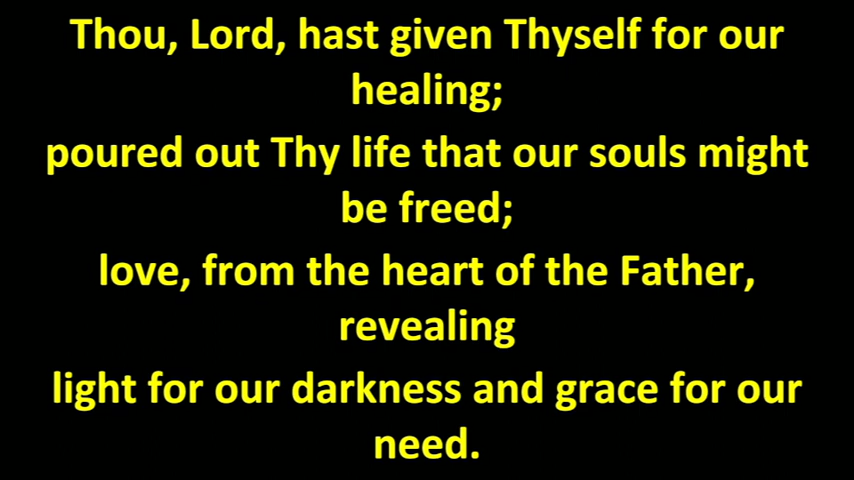 Thou, Lord, hast given Thyself for our
healing;
poured out Thy life that our souls might
be freed;
love, from the heart of the Father,
revealing
light for our darkness and grace for our
need.